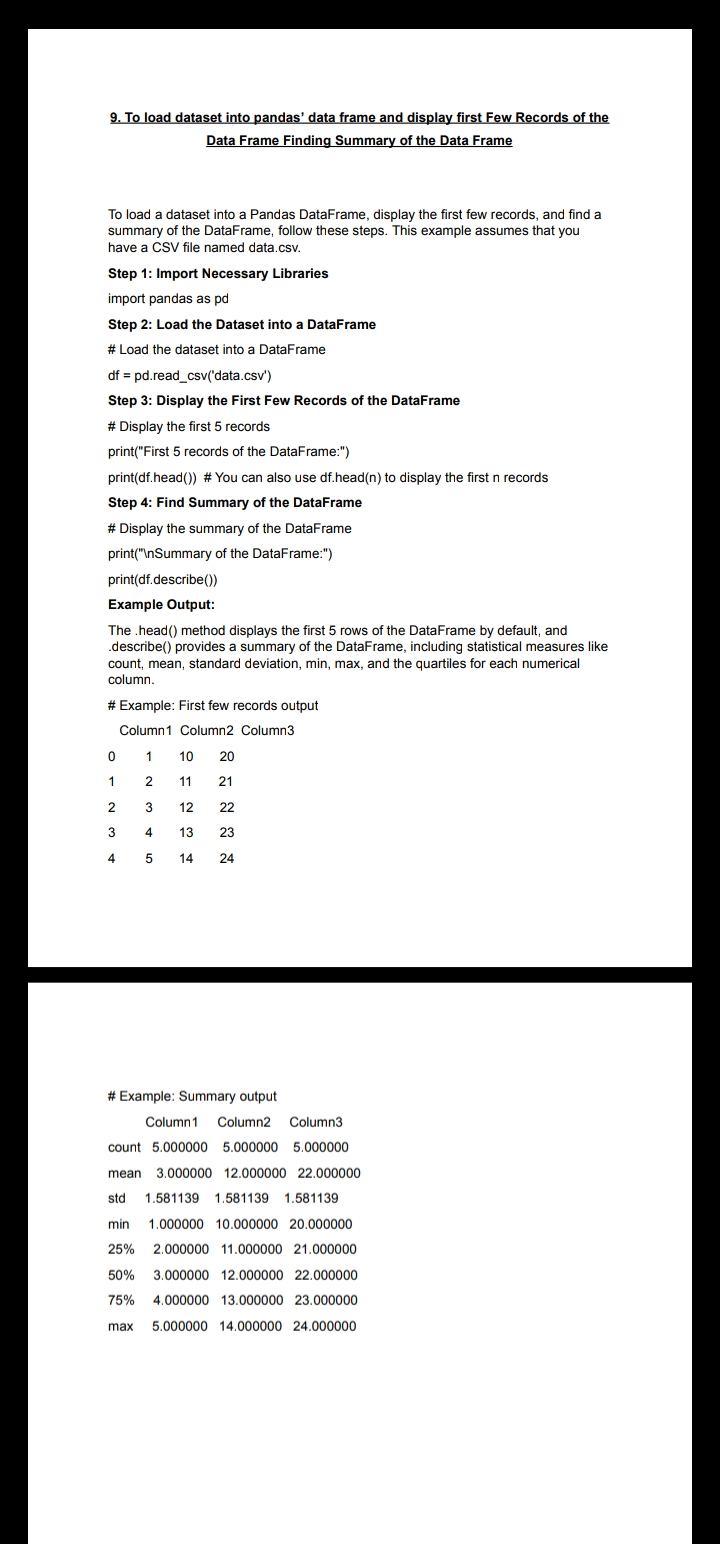 9. To load dataset into pandas’ data frame and display first Few Records of the
Data Frame Finding Summary of the Data Frame
To load a dataset into a Pandas DataFrame, display the first few records, and find a
summary of the DataFrame, follow these steps. This example assumes that you
have a CSV file named data.csv.
Step 1: Import Necessary Libraries
import pandas as pd
Step 2: Load the Dataset into a DataFrame
# Load the dataset into a DataFrame
df = pd.read_csv('data.csv')
Step 3: Display the First Few Records of the DataFrame
# Display the first 5 records
print("First 5 records of the DataFrame:")
print(df.head())  # You can also use df.head(n) to display the first n records
Step 4: Find Summary of the DataFrame
# Display the summary of the DataFrame
print("\nSummary of the DataFrame:")
print(df.describe())
Example Output:
The .head() method displays the first 5 rows of the DataFrame by default, and
.describe() provides a summary of the DataFrame, including statistical measures like
count, mean, standard deviation, min, max, and the quartiles for each numerical
column.
# Example: First few records output
Column1 Column2 Column3
0 1 10 20
1 2 11 21
2 3 12 22
3 4 13 23
4 5 14 24
# Example: Summary output
Column1 Column2 Column3
count 5.000000 5.000000 5.000000
mean 3.000000 12.000000 22.000000
std 1.581139 1.581139 1.581139
min 1.000000 10.000000 20.000000
25% 2.000000 11.000000 21.000000
50% 3.000000 12.000000 22.000000
75% 4.000000 13.000000 23.000000
max 5.000000 14.000000 24.000000